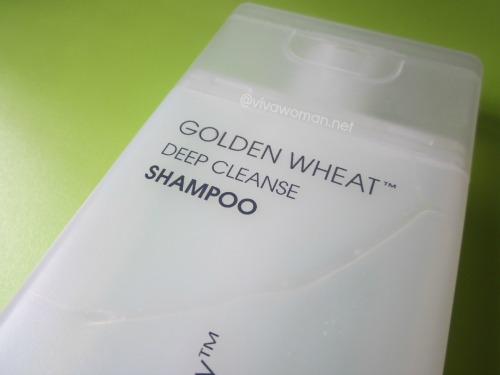 @vivawoman.net
GOLDEN WHEAT™
DEEP CLEANSE
SHAMPOO